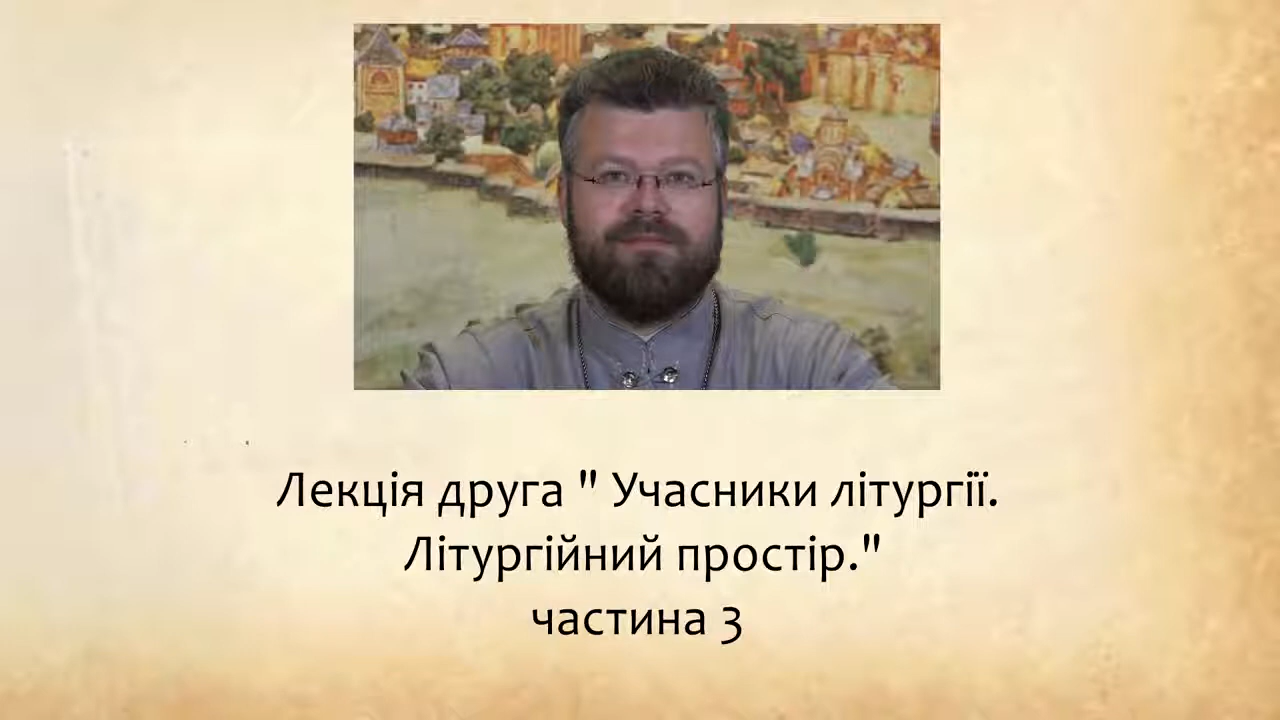 Лекція друга " Учасники літургії.
Літургійний простір."
частина 3